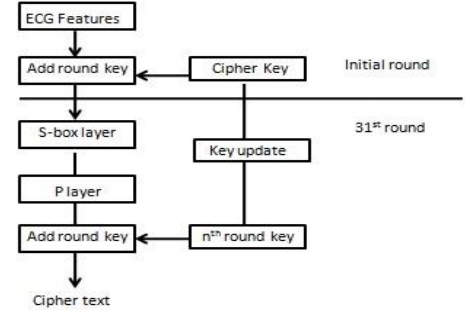 ECG Features
Add round key
Cipher Key
Initial round
S-box layer
31st round
Key update
P layer
Add round key
nth round key
Cipher text